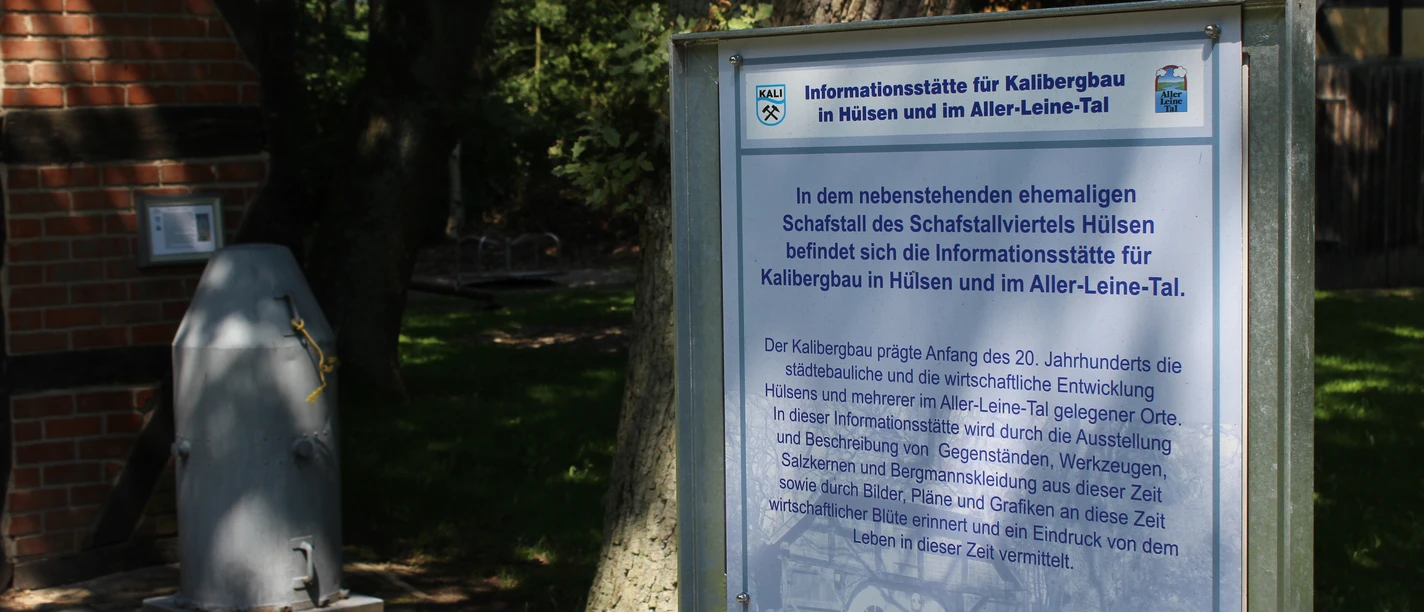 KALI
Informationsstätte für Kalibergbau
in Hülsen und im Aller-Leine-Tal
Aller
Leine
Tal
In dem nebenstehenden ehemaligen
Schafstall des Schafstallviertels Hülsen
befindet sich die Informationsstätte für
Kalibergbau in Hülsen und im Aller-Leine-Tal.
Der Kalibergbau prägte Anfang des 20. Jahrhunderts die
städtebauliche und die wirtschaftliche Entwicklung
Hülsens und mehrerer im Aller-Leine-Tal gelegener Orte.
In dieser Informationsstätte wird durch die Ausstellung
und Beschreibung von Gegenständen, Werkzeugen,
Salzkernen und Bergmannskleidung aus dieser Zeit
sowie durch Bilder, Pläne und Grafiken an diese Zeit
wirtschaftlicher Blüte erinnert und ein Eindruck von dem
Leben in dieser Zeit vermittelt.